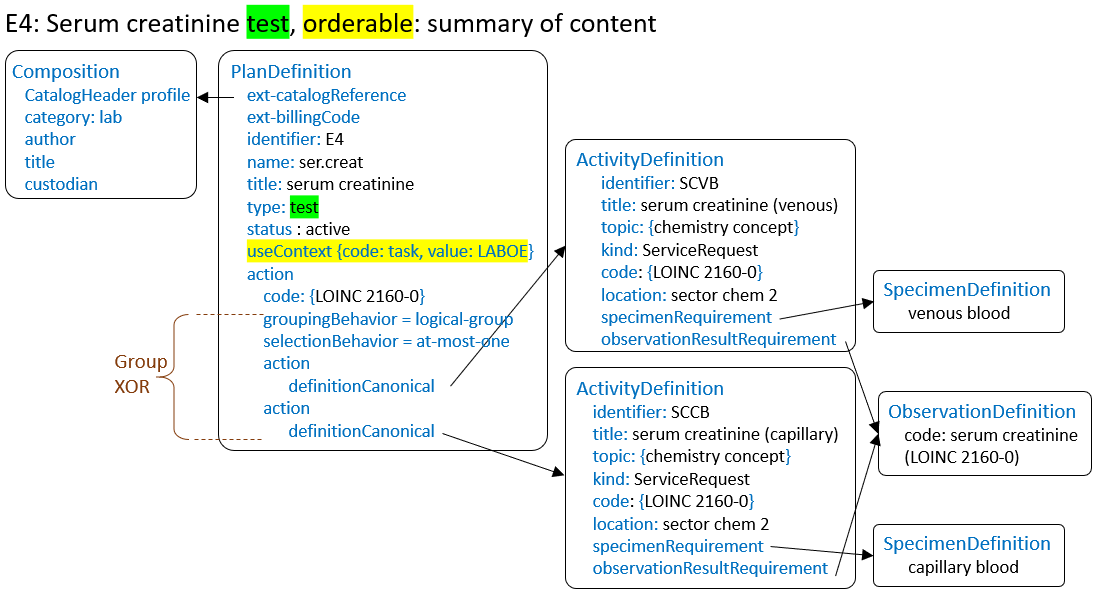 E4: Serum creatinine test, orderable: summary of content
Composition
CatalogHeader profile
category: lab
author
title
custodian
PlanDefinition
ext-catalogReference
ext-billingCode
identifier: E4
name: ser.creat
title: serum creatinine
type: test
status : active
useContext {code: task, value: LABOE}
action
code: {LOINC 2160-0}
groupingBehavior = logical-group
selectionBehavior = at-most-one
action
definitionCanonical
action
definitionCanonical
Group
XOR
ActivityDefinition
identifier: SCVB
title: serum creatinine (venous)
topic: {chemistry concept}
kind: ServiceRequest
code: {LOINC 2160-0}
location: sector chem 2
specimenRequirement
observationResultRequirement
ActivityDefinition
identifier: SCCB
title: serum creatinine (capillary)
topic: {chemistry concept}
kind: ServiceRequest
code: {LOINC 2160-0}
location: sector chem 2
specimenRequirement
observationResultRequirement
SpecimenDefinition
venous blood
ObservationDefinition
code: serum creatinine
(LOINC 2160-0)
SpecimenDefinition
capillary blood